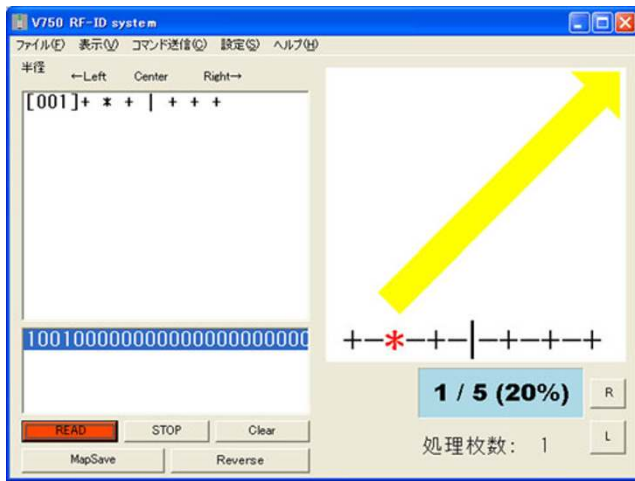 V750 RF-ID system
ファイル(F) 表示(V) コマンド送信(C) 設定(S) ヘルプ(H)
半径 ←Left Center Right→
[001]+ * + | + + +
+-*-+-|-+-+-+
1 / 5 (20%)
R
処理枚数: 1
L
READ STOP Clear
MapSave Reverse